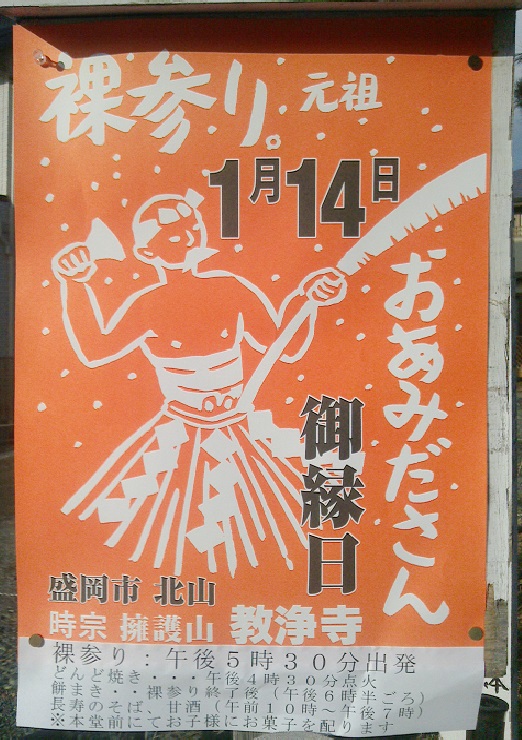 裸参り。元祖
1月14日
おあみださん
御縁日
盛岡市 北山
時宗 擁護山 教浄寺
裸参り:午後5時30分出発
どんど焼き・・・午後4時30分点火
餅まき・・裸参り終了後(午後6時半ごろ)
長寿のそば、甘酒(午前10時~午後7時)
※本堂前にてお子様にお菓子を配ります